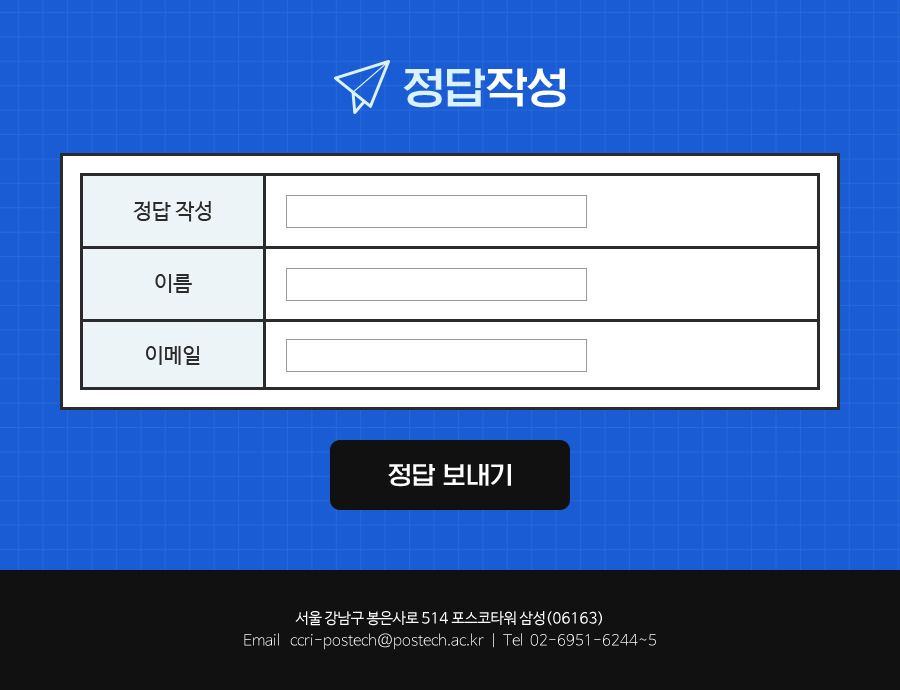 정답작성
정답 작성
이름
이메일
정답 보내기
서울 강남구 봉은사로 514 포스코타워 삼성(06163)
Email ccri-postech@postech.ac.kr | Tel 02-6951-6244~5